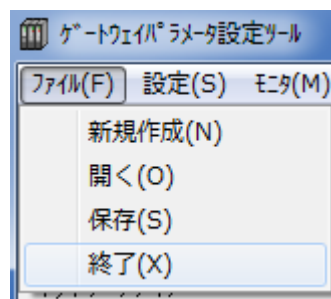 ｹﾞｰﾄｳｪｲﾊﾟﾗﾒｰﾀ設定ﾂｰﾙ
ﾌｧｲﾙ(F) 設定(S) ﾓﾆﾀ(M)
新規作成(N)
開く(O)
保存(S)
終了(X)